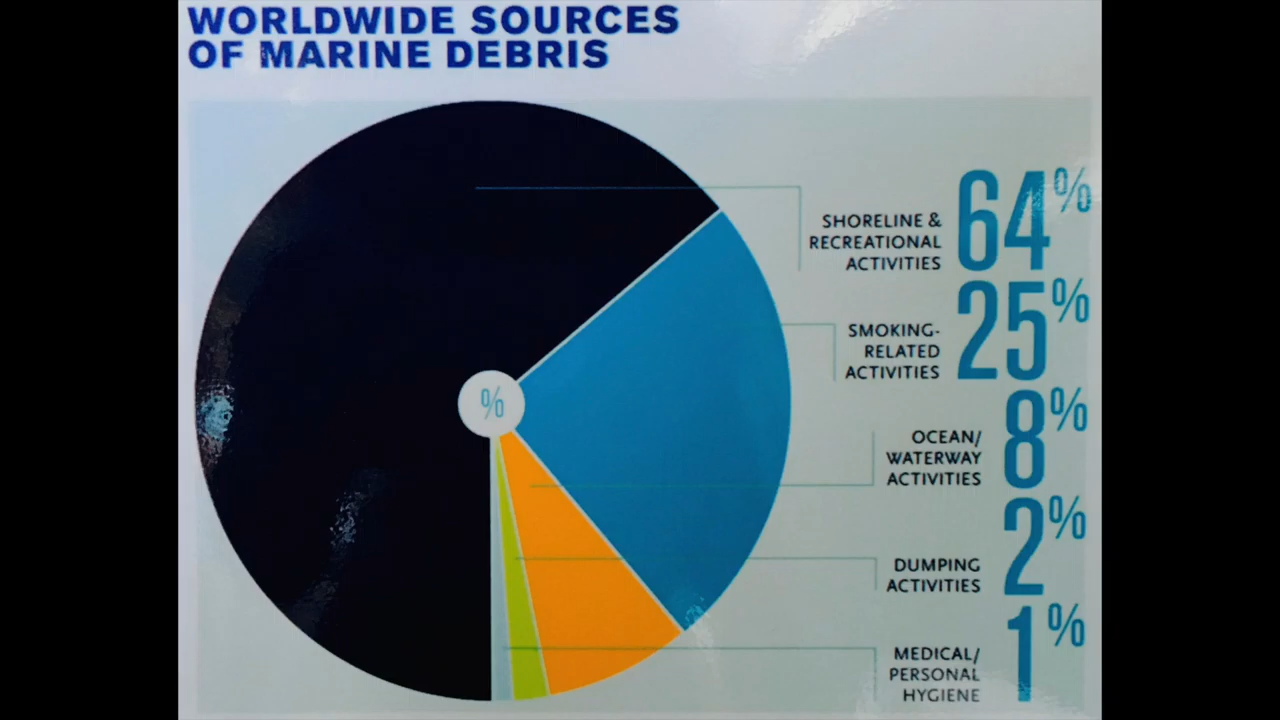 WORLDWIDE SOURCES
OF MARINE DEBRIS
SHORELINE &
RECREATIONAL
ACTIVITIES
64%
SMOKING-
RELATED
ACTIVITIES
25%
%
OCEAN/
WATERWAY
ACTIVITIES
8%
DUMPING
ACTIVITIES
2%
MEDICAL/
PERSONAL
HYGIENE
1%